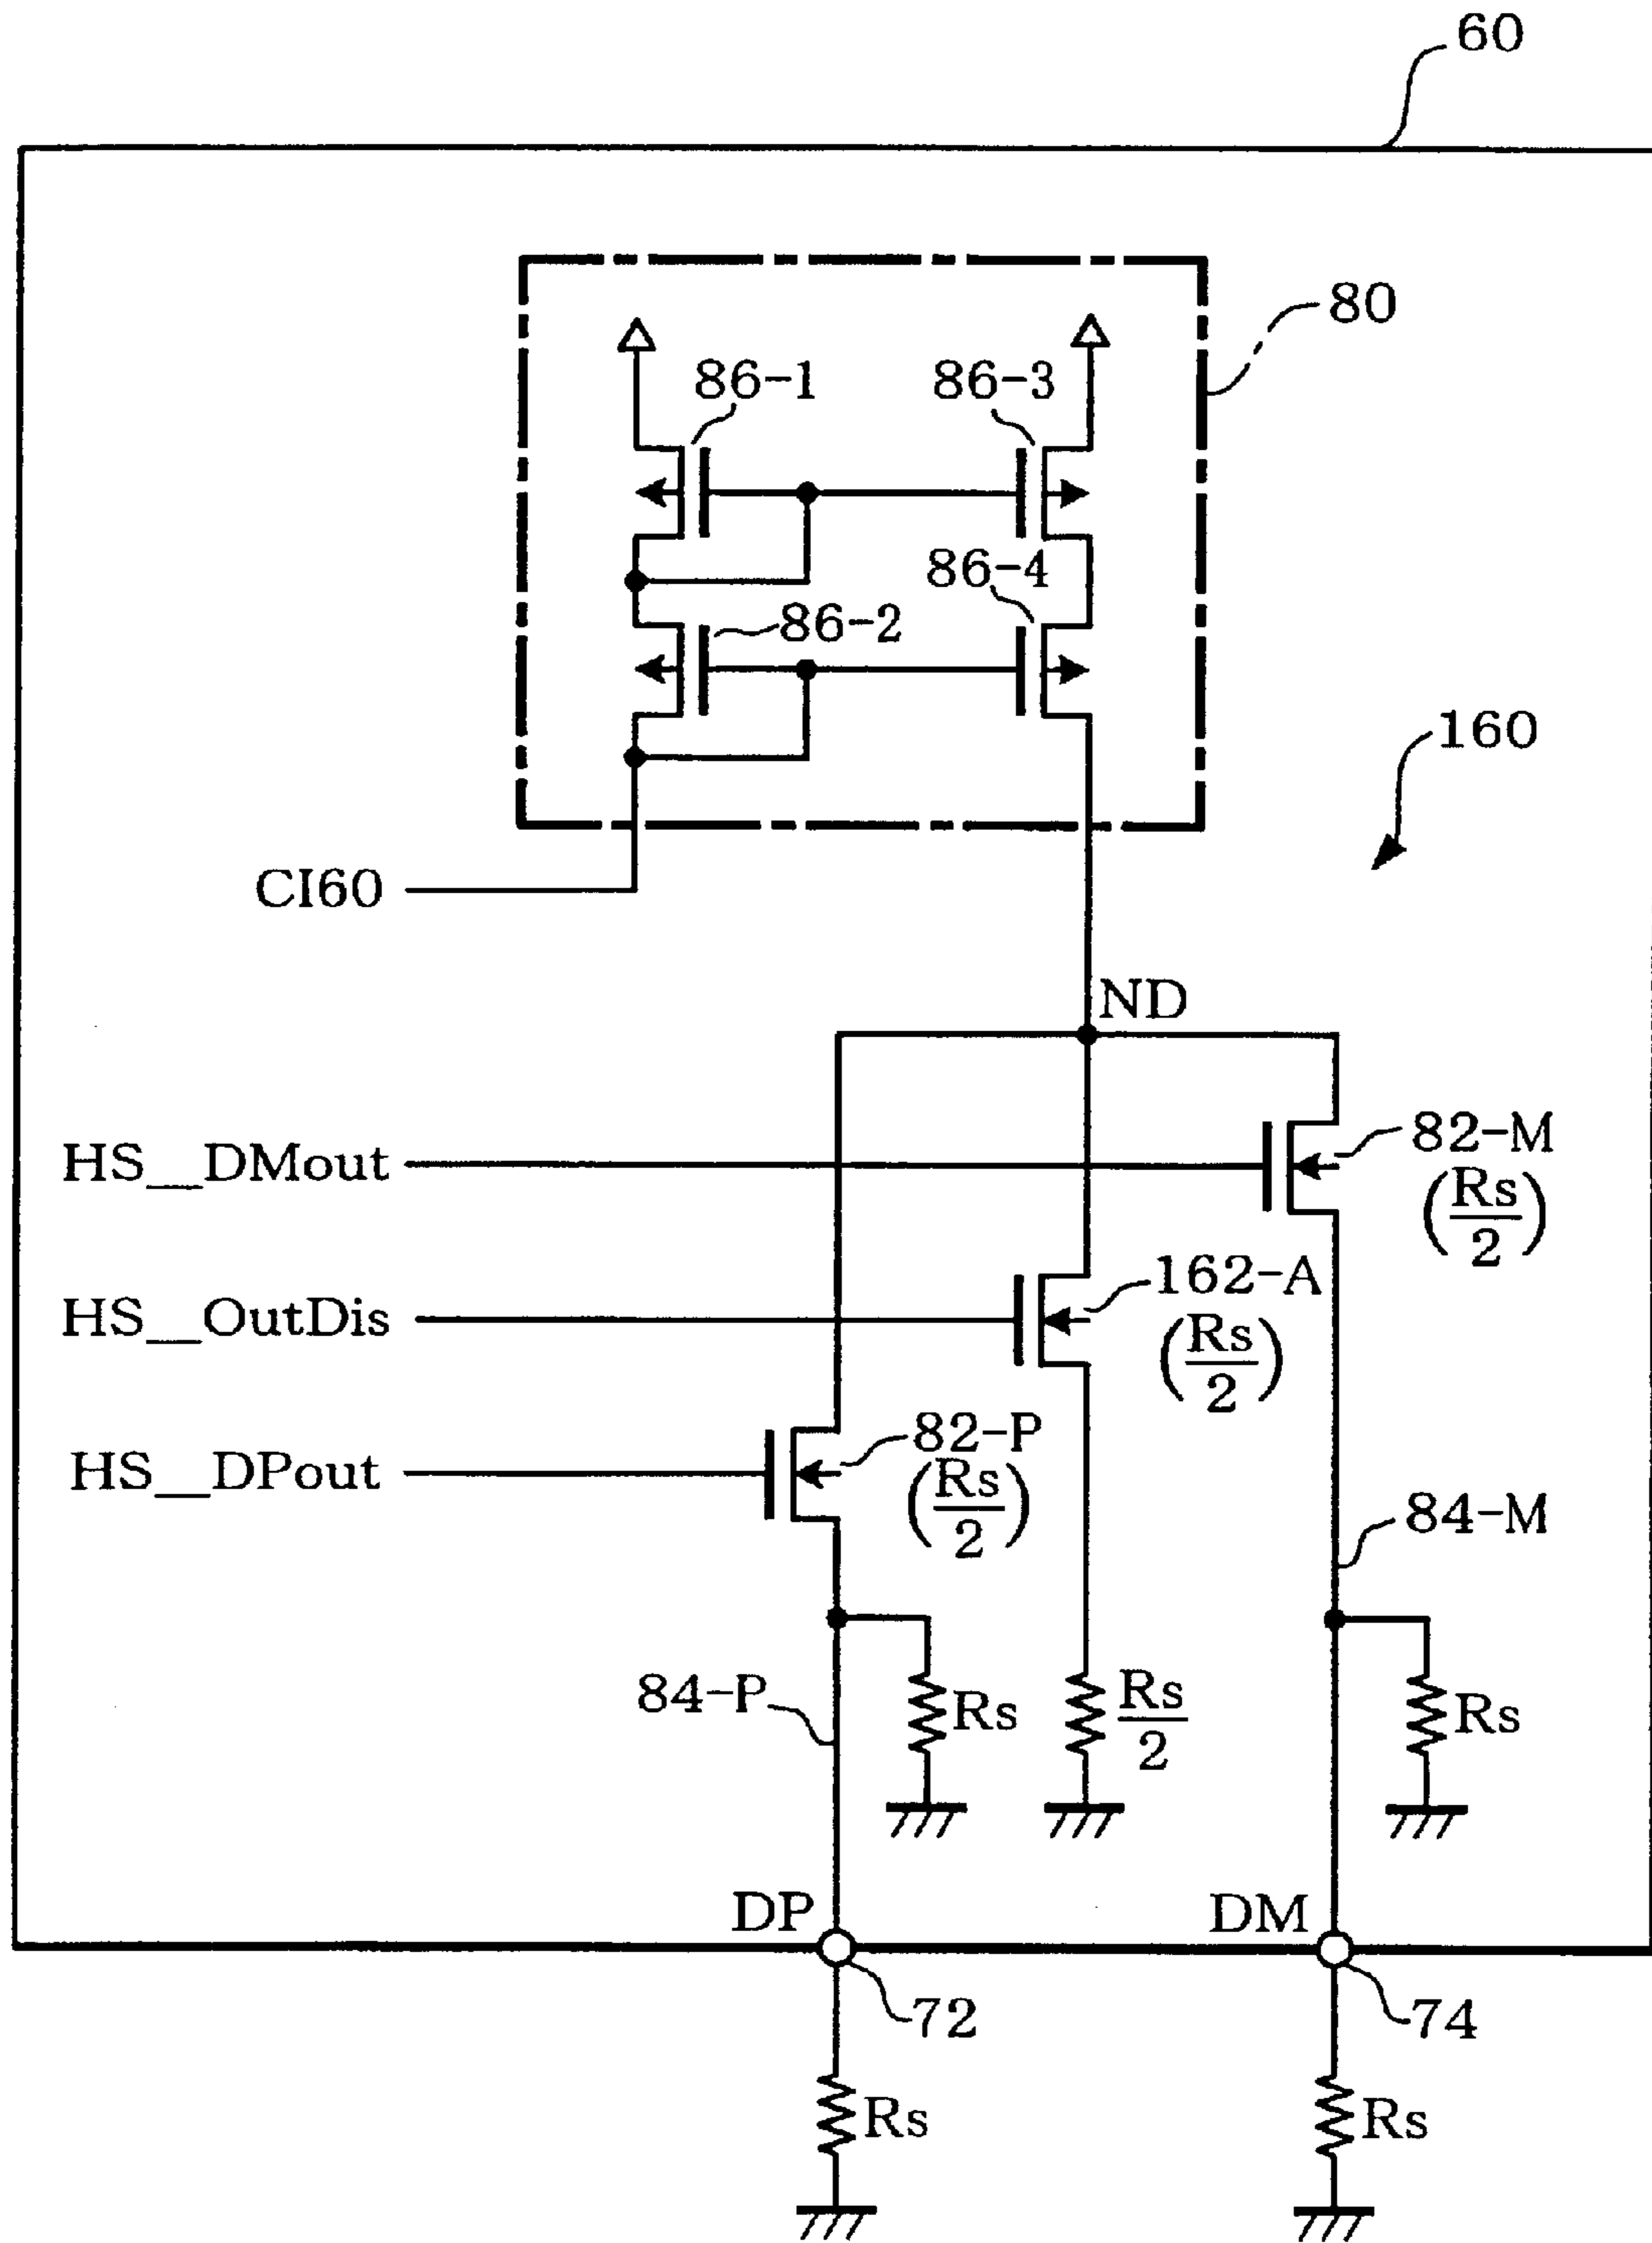 60
80
86-1
86-3
86-4
86-2
160
CI60
ND
HS__DMout
82-M
(Rs/2)
HS__OutDis
162-A
(Rs/2)
HS__DPout
82-P
(Rs/2)
84-M
84-P
Rs
Rs/2
Rs
DP
DM
72
74
Rs
Rs